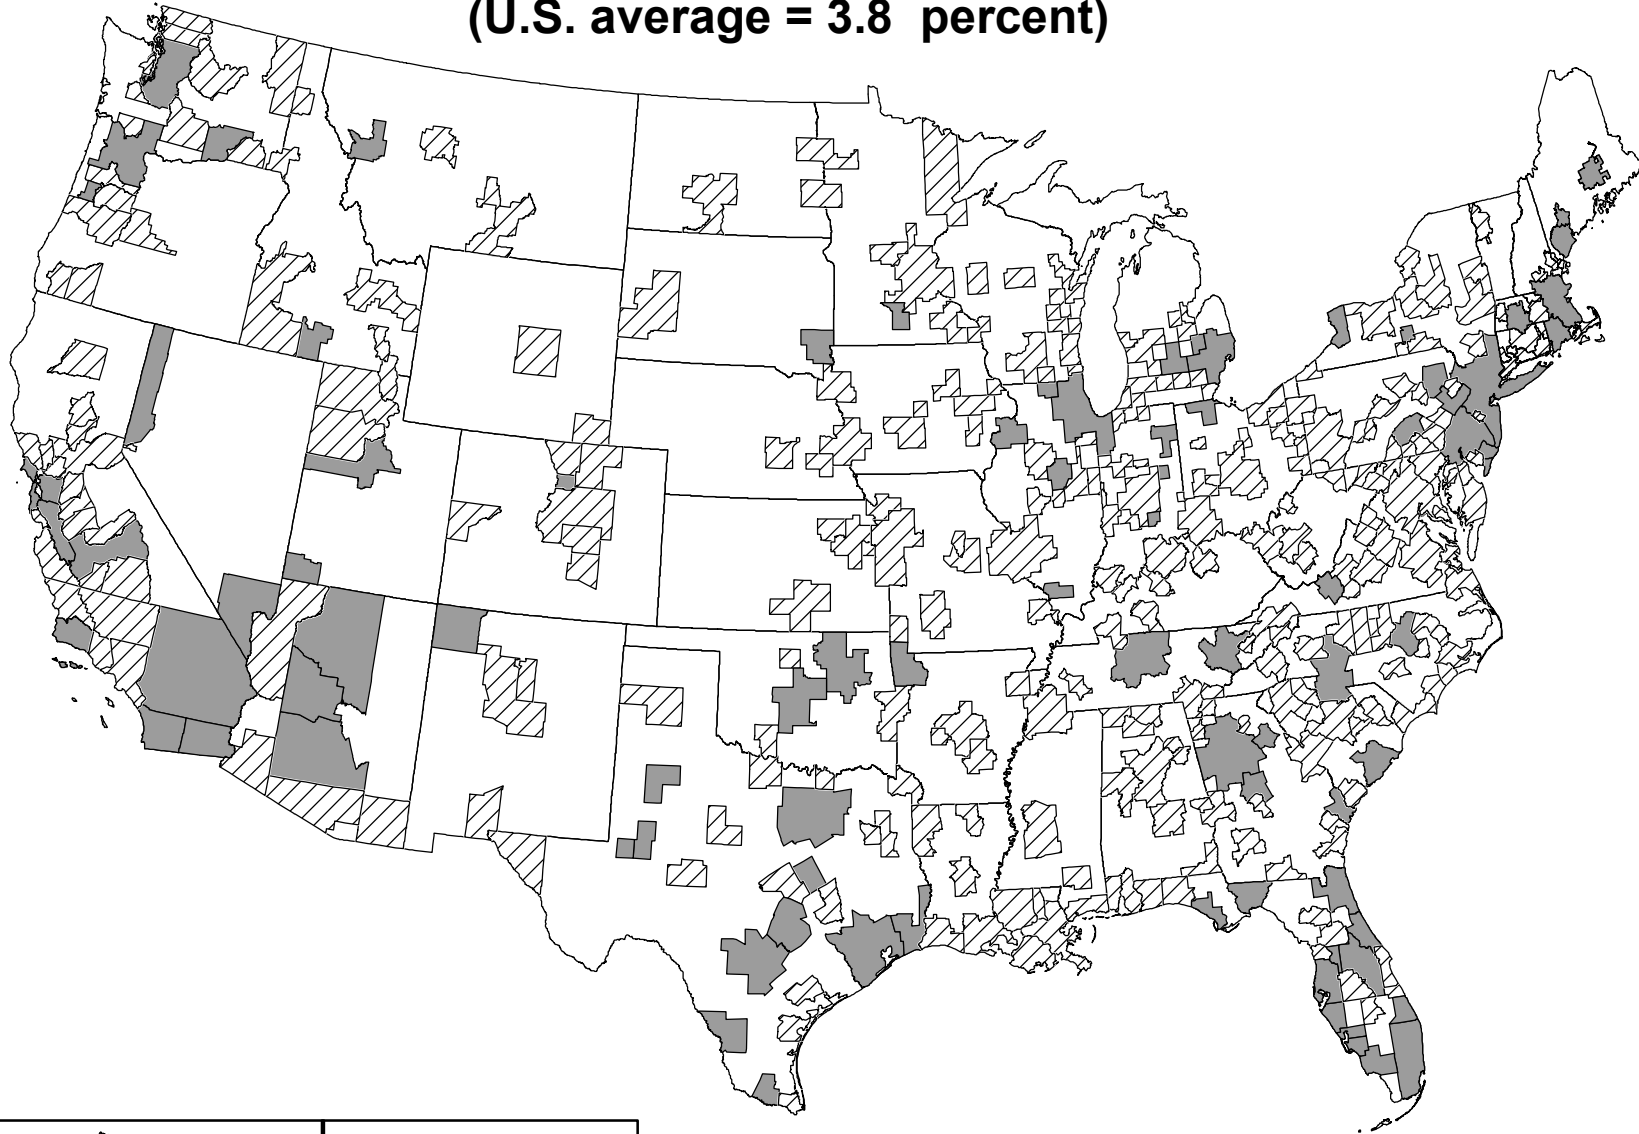 (U.S. average = 3.8 percent)